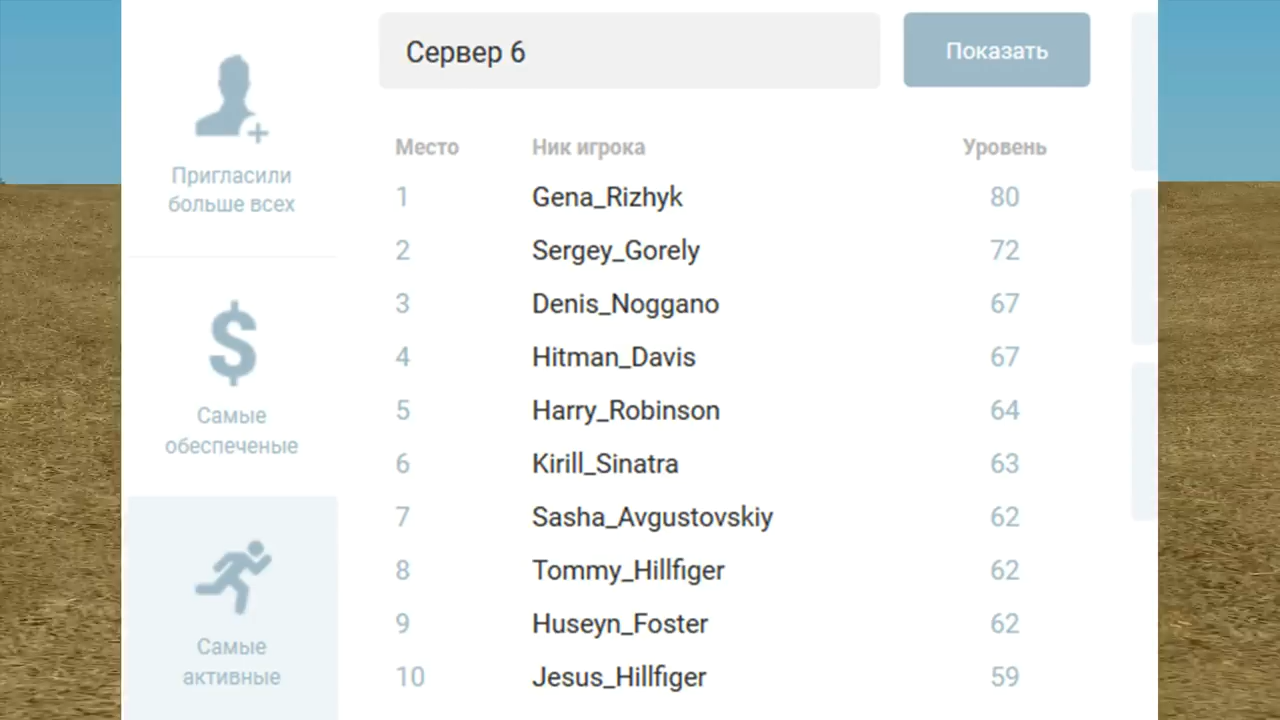 Сервер 6
Показать
Пригласили
больше всех
Самые
обеспеченые
Самые
активные
Место Ник игрока Уровень
1 Gena_Rizhyk 80
2 Sergey_Gorely 72
3 Denis_Noggano 67
4 Hitman_Davis 67
5 Harry_Robinson 64
6 Kirill_Sinatra 63
7 Sasha_Avgustovskiy 62
8 Tommy_Hillfiger 62
9 Huseyn_Foster 62
10 Jesus_Hillfiger 59